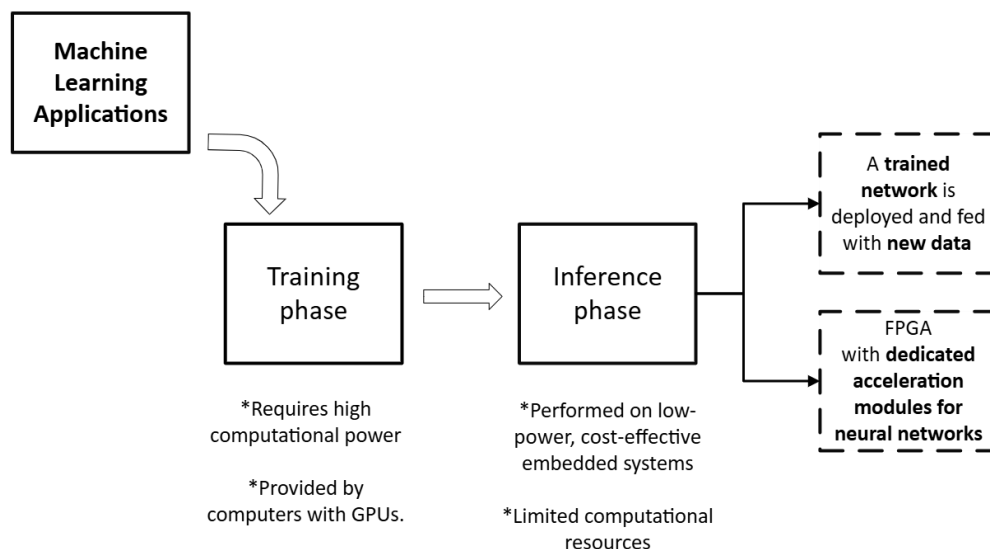 Machine
Learning
Applications
Training
phase
*Requires high
computational power
*Provided by
computers with GPUs.
Inference
phase
*Performed on low-
power, cost-effective
embedded systems
*Limited computational
resources
A trained
network is
deployed and fed
with new data
FPGA
with dedicated
acceleration
modules for
neural networks